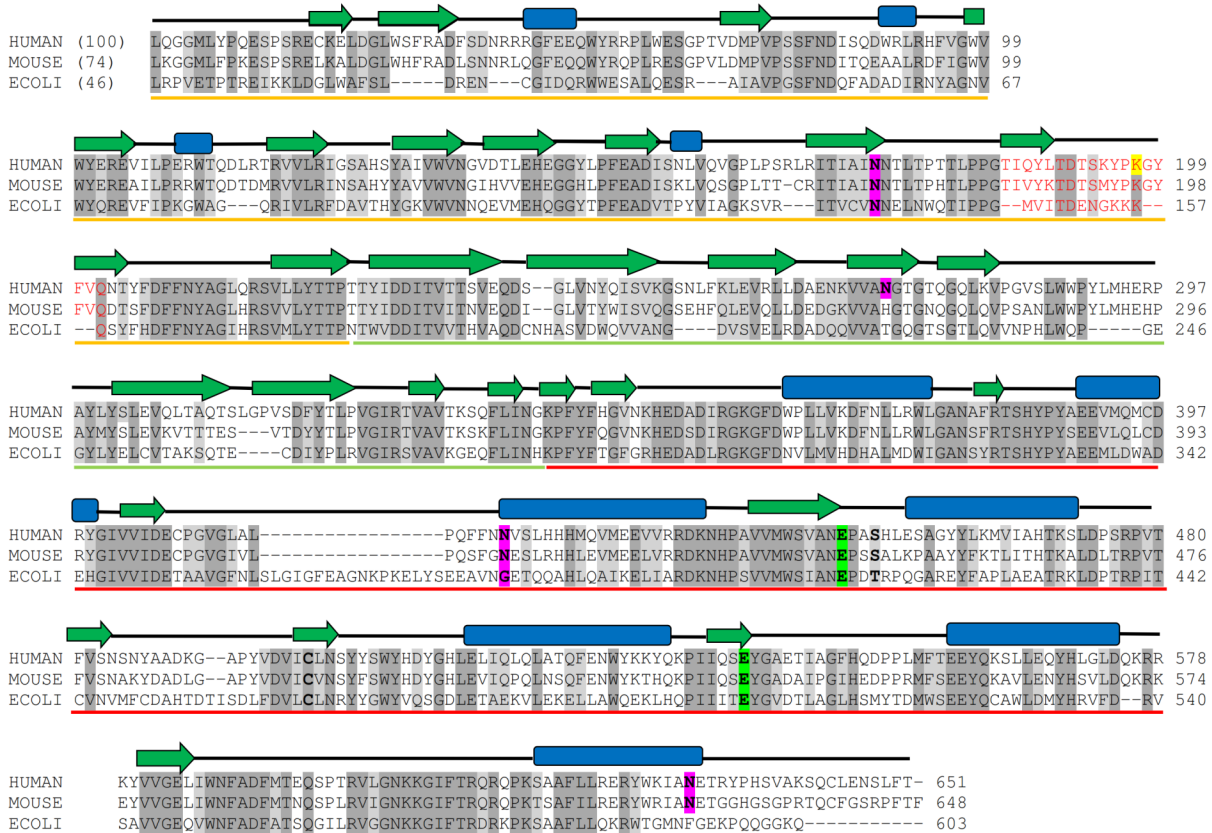 HUMAN (100) LQGGMLYPQESPSRECKELDGLWSFRADFSDNRRRGFEEQWYRRPLWESGPTVDMPVPSSFNDISQDWRLRHFVGWV 99
MOUSE (74) LKGGMLFPKESPSRELKALDGLWHFRADLSNNRLQGFEQQWYRQPLRESGPVLDMPVPSSFNDITQEAALRDFIGWV 99
ECOLI (46) LRPVETPTREIKKLDGLWAFSL----DREN--CGIDQRWWESALQESR--AIAVPGSFNDQFADADIRNYAGNV 67
HUMAN WYEREVILPERWTQDLRTRVVLRIGSAHSYAIVWVNGVDTLEHEGGYLPFEADISNLVQVGPLPSRLRITIAINNTLTPTTLPPGTIQYLTDTSKYPKGY 199
MOUSE WYEREAILPRRWTQDTDMRVVLRINSAHYYAVVWVNGIHVVEHEGGHLPFEADISKLVQSGPLTT-CRITIAINNTLTPHTLPPGTIVYKTDTSMYPKGY 198
ECOLI WYQREVFIPKGWAG---QRIVLRFDAVTHYGKVWVNNQEVMEHQGGYTPFEADVTPYVIAGKSVR---ITVCVNNELNWQTIPPG--MVITDENGKKK-- 157
HUMAN FVQNTYFDFFNYAGLQRSVLLYTTPTTYIDDITVTTSVEQDS--GLVNYQISVKGSNLFKLEVRLLDAENKVVANGTGTQGQLKVPGVSLWWPYLMHERP 297
MOUSE FVQDTSFDFFNYAGLHRSVVLYTTPTTYIDDITVITNVEQDI--GLVTYWISVQGSEHFQLEVQLLDEDGKVVAHGTGNQGQLQVPSANLWWPYLMHEHP 296
ECOLI --QSYFHDFFNYAGIHRSVMLYTTPNTWVDDITVVTHVAQDCNHASVDWQVVANG----DVSVELRDADQQVVATGQGTSGTLQVVNPHLWQP-----GE 246
HUMAN AYLYSLEVQLTAQTSLGPVSDFYTLPVGIRTVAVTKSQFLINGKPFYFHGVNKHEDADIRGKGFDWPLLVKDFNLLRWLGANAFRTSHYPYAEEVMQMCD 397
MOUSE AYMYSLEVKVTTTES---VTDYYTLPVGIRTVAVTKSKFLINGKPFYFQGVNKHEDSDIRGKGFDWPLLVKDFNLLRWLGANSFRTSHYPYSEEVLQLCD 393
ECOLI GYLYELCVTAKSQTE----CDIYPLRVGIRSVAVKGEQFLINHKPFYFTGFGRHEDADLRGKGFDNVLMVHDHALMDWIGANSYRTSHYPYAEEMLDWAD 342
HUMAN RYGIVVIDECPGVGLAL------------------PQFFNNVSLHHHMQVMEEVVRRDKNHPAVVMWSVANEPASHLESAGYYLKMVIAHTKSLDPSRPVT 480
MOUSE RYGIVVIDECPGVGIVL------------------PQSFGNESLRHHLEVMEELVRRDKNHPAVVMWSVANEPSSALKPAAYYFKTLITHTKALDLTRPVT 476
ECOLI EHGIVVIDETAAVGFNLSLGIGFEAGNKPKELYSEEAVNGETQQAHLQAIKELIARDKNHPSVVMWSIANEPDTRPQGAREYFAPLAEATRKLDPTRPIT 442
HUMAN FVSNSNYAADKG--APYVDVICLNSYYSWYHDYGHLELIQLQLATQFENWYKKYQKPIIQSEYGAETIAGFHQDPPLMFTEEYQKSLLEQYHLGLDQKRR 578
MOUSE FVSNAKYDADLG--APYVDVICVNSYFSWYHDYGHLEVIQPQLNSQFENWYKTHQKPIIQSEYGADAIPGIHEDPPRMFSEEYQKAVLENYHSVLDQKRK 574
ECOLI CVNVMFCDAHTDTISDLFDVLCLNRYYGWYVQSGDLETAEKVLEKELLAWQEKLHQPIIITEYGVDTLAGLHSMYTDMWSEEYQCAWLDMYHRVFD--RV 540
HUMAN KYVVGELIWNFADFMTEQSPTRVLGNKKGIFTRQRQPKSAAFLLRERYWKIANETRYPHSVAKSQCLENSLFT- 651
MOUSE EYVVGELIWNFADFMTNQSPLRVIGNKKGIFTRQRQPKTSAFILRERYWRIANETGGHGSGPRTQCFGSRPFTF 648
ECOLI SAVVGEQVWNFADFATSQGILRVGGNKKGIFTRDRKPKSAAFLLQKRWTGMNFGEKPQQGGKQ----------- 603